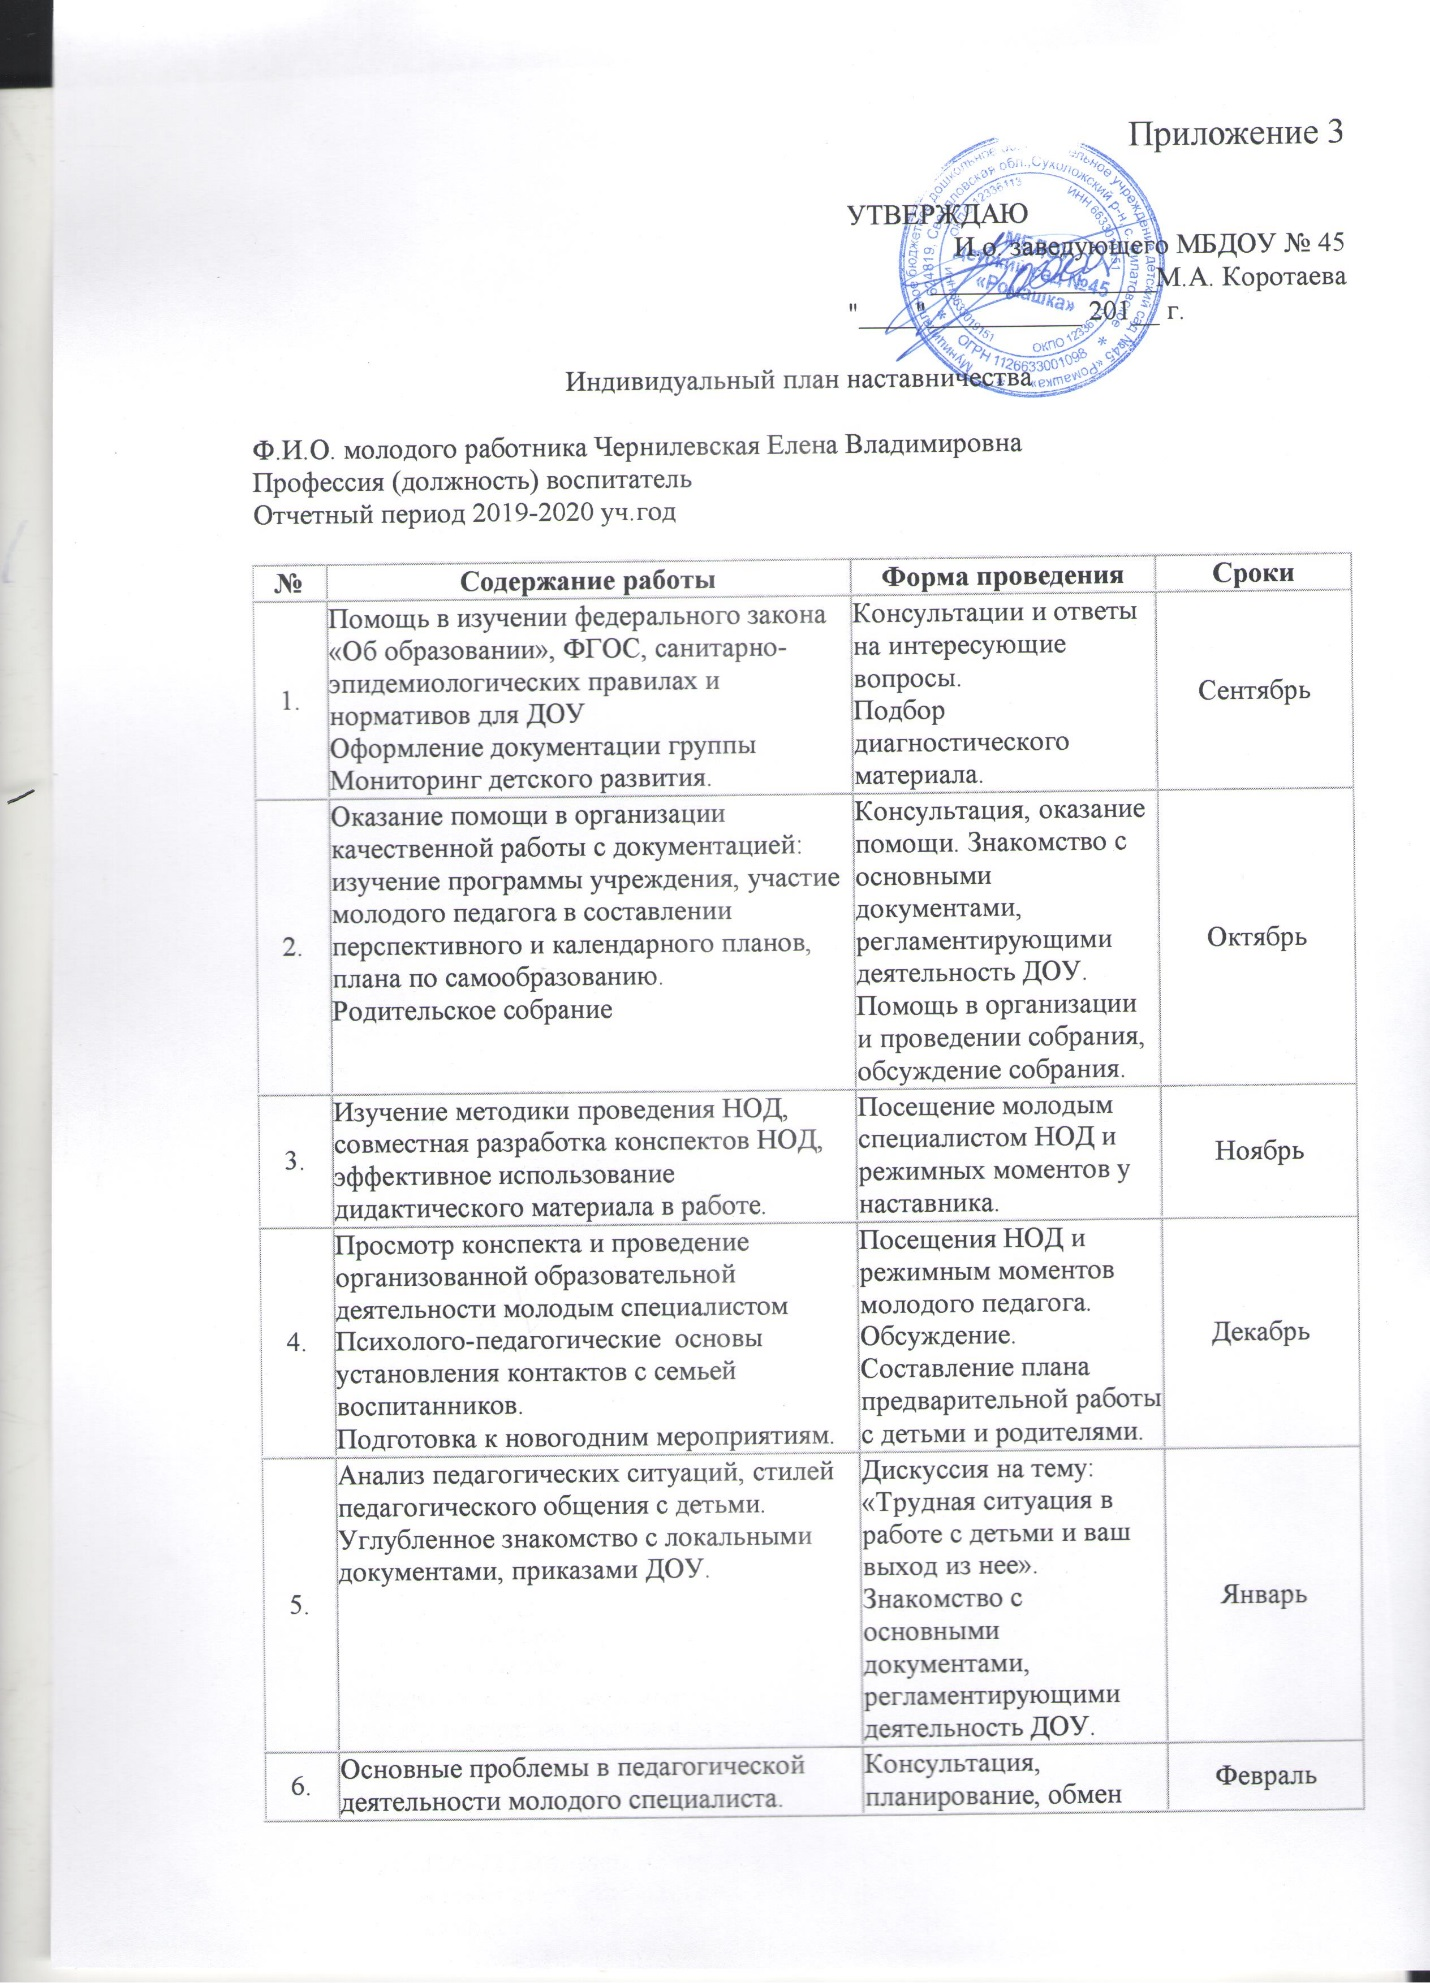 Приложение 3
УТВЕРЖДАЮ
И.о. заведующего МБДОУ № 45
М.А. Коротаева
"____"____________ 201__ г.
детский сад №45
«Ромашка»
ОГРН 1126633001098
Индивидуальный план наставничества
Ф.И.О. молодого работника Чернилевская Елена Владимировна
Профессия (должность) воспитатель
Отчетный период 2019-2020 уч.год
№ Содержание работы Форма проведения Сроки
1.
Помощь в изучении федерального закона
«Об образовании», ФГОС, санитарно-
эпидемиологических правилах и
нормативов для ДОУ
Оформление документации группы
Мониторинг детского развития.
Консультации и ответы
на интересующие
вопросы.
Подбор
диагностического
материала.
Сентябрь
2.
Оказание помощи в организации
качественной работы с документацией:
изучение программы учреждения, участие
молодого педагога в составлении
перспективного и календарного планов,
плана по самообразованию.
Родительское собрание
Консультация, оказание
помощи. Знакомство с
основными
документами,
регламентирующими
деятельность ДОУ.
Помощь в организации
и проведении собрания,
обсуждение собрания.
Октябрь
3.
Изучение методики проведения НОД,
совместная разработка конспектов НОД,
эффективное использование
дидактического материала в работе.
Посещение молодым
специалистом НОД и
режимных моментов у
наставника.
Ноябрь
4.
Просмотр конспекта и проведение
организованной образовательной
деятельности молодым специалистом
Психолого-педагогические основы
установления контактов с семьей
воспитанников.
Подготовка к новогодним мероприятиям.
Посещения НОД и
режимным моментов
молодого педагога.
Обсуждение.
Составление плана
предварительной работы
с детьми и родителями.
Декабрь
5.
Анализ педагогических ситуаций, стилей
педагогического общения с детьми.
Углубленное знакомство с локальными
документами, приказами ДОУ.
Дискуссия на тему:
«Трудная ситуация в
работе с детьми и ваш
выход из нее».
Знакомство с
основными
документами,
регламентирующими
деятельность ДОУ.
Январь
6.
Основные проблемы в педагогической
деятельности молодого специалиста.
Консультация,
планирование, обмен
Февраль